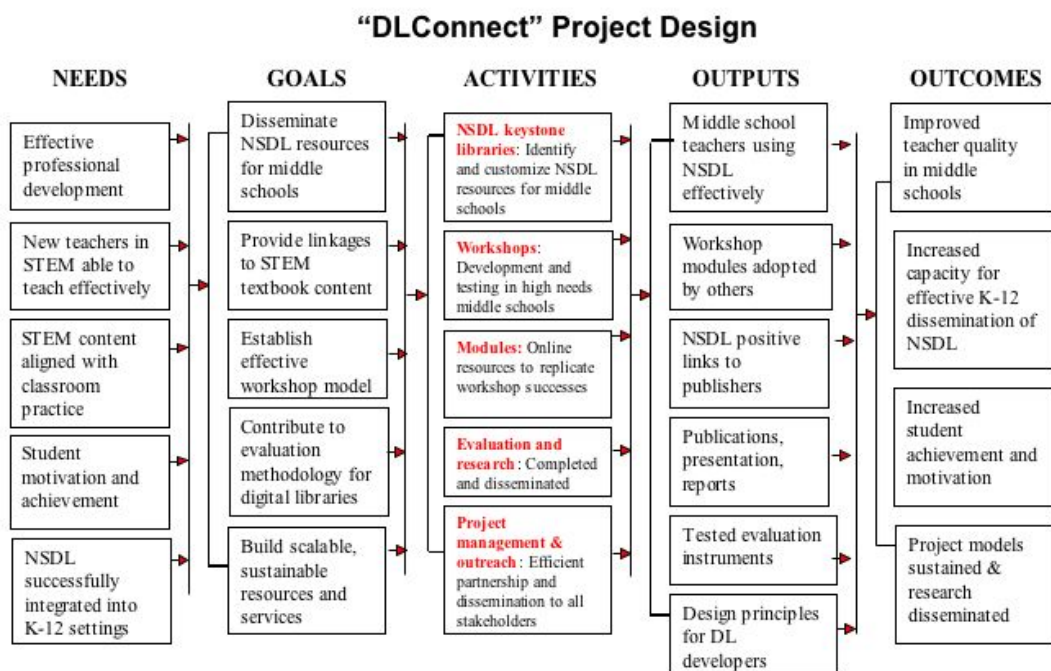 “DLConnect” Project Design
NEEDS
Effective
professional
development
New teachers in
STEM able to
teach effectively
STEM content
aligned with
classroom
practice
Student
motivation and
achievement
NSDL
successfully
integrated into
K-12 settings
GOALS
Disseminate
NSDL resources
for middle
schools
Provide linkages
to STEM
textbook content
Establish
effective
workshop model
Contribute to
evaluation
methodology for
digital libraries
Build scalable,
sustainable
resources and
services
ACTIVITIES
NSDL keystone
libraries: Identify
and customize NSDL
resources for middle
schools
Workshops:
Development and
testing in high needs
middle schools
Modules: Online
resources to replicate
workshop successes
Evaluation and
research: Completed
and disseminated
Project
management &
outreach: Efficient
partnership and
dissemination to all
stakeholders
OUTPUTS
Middle school
teachers using
NSDL
effectively
Workshop
modules adopted
by others
NSDL positive
links to
publishers
Publications,
presentation,
reports
Tested evaluation
instruments
Design principles
for DL
developers
OUTCOMES
Improved
teacher quality
in middle
schools
Increased
capacity for
effective K-12
dissemination of
NSDL
Increased
student
achievement and
motivation
Project models
sustained &
research
disseminated